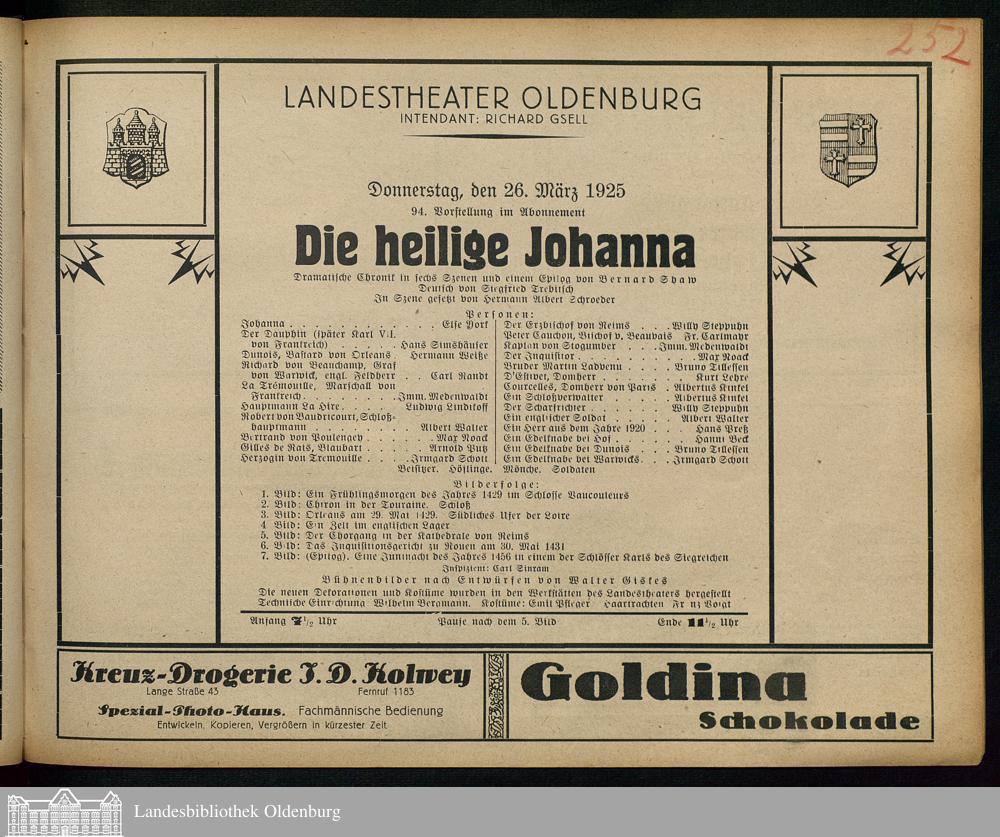 252
LANDESTHEATER OLDENBURG
INTENDANT: RICHARD GSELL
Donnerstag, den 26. März 1925
94. Vorstellung im Abonnement
Die heilige Johanna
Dramatische Chronik in sechs Szenen und einem Epilog von Bernard Shaw
Deutsch von Siegfried Trebitsch
In Szene gesetzt von Hermann Albert Schroeder
Personen:
Johanna . . . . . . . . . . . . Else Dorf
Der Dauphin (später Karl VII.
von Frankreich) . . . . . Hans Simshäuser
Dunois, Bastard von Orleans . Hermann Weiße
Richard von Beauchamp, Graf
von Warwick, engl. Feldherr . . Carl Randt
La Trémouille, Marschall von
Frankreich . . . . . . . . Imm. Medenwaldt
Hauptmann La Hire . . . . . Ludwig Lindikoff
Robert von Baudricourt, Schloß-
hauptmann . . . . . . . . . Albert Walter
Bertrand von Poulengey . . . . . . . Max Noack
Gilles de Rais, Blaubart . . . . . . Arnold Putz
Herzogin von Tremouille . . . . . Irmgard Schott
Der Erzbischof von Reims . . . Willy Steppuhn
Peter Cauchon, Bischof v. Beauvais Fr. Carlmayr
Kaplan von Stogumber . . . Imm. Medenwaldt
Der Inquisitor . . . . . . . . . . . Max Noack
Bruder Martin Ladvenu . . . . Bruno Tillessen
D'Estivet, Domherr . . . . . . . Kurt Lehre
Courcelles, Domherr von Paris . Albertus Kinkel
Ein Schloßverwalter . . . . . Albertus Kinkel
Der Scharfrichter . . . . . . . Willy Steppuhn
Ein englischer Soldat . . . . . Albert Walter
Ein Herr aus dem Jahre 1920 . . . Hans Preß
Ein Edelknabe bei Hof . . . . . . Hanni Beck
Ein Edelknabe bei Dunois . . Bruno Tillessen
Ein Edelknabe bei Warwicks . . . Irmgard Schott
Beisitzer. Höflinge. Mönche. Soldaten
Bilderfolge:
1. Bild: Ein Frühlingsmorgen des Jahres 1429 im Schlosse Vaucouleurs
2. Bild: Chiron in der Touraine. Schloß
3. Bild: Orleans am 29. Mai 1429. Südliches Ufer der Loire
4 Bild: Ein Zelt im englischen Lager
5. Bild: Der Chorgang in der Kathedrale von Reims
6. Bild: Das Inquisitionsgericht zu Rouen am 30. Mai 1431
7. Bild: (Epilog). Eine Juninacht des Jahres 1456 in einem der Schlösser Karls des Siegreichen
Inspizient: Carl Sinram
Bühnenbilder nach Entwürfen von Walter Giskes
Die neuen Dekorationen und Kostüme wurden in den Werkstätten des Landestheaters hergestellt
Technische Einrichtung Wilhelm Bergmann. Kostüme: Emil Pfleger Haartrachten Fr nz Voigt
Anfang 7½ Uhr Pause nach dem 5. Bild Ende 11½ Uhr
Kreuz-Drogerie J. D. Kolwey
Lange Straße 43 Fernruf 1183
Spezial-Photo-Haus. Fachmännische Bedienung
Entwickeln, Kopieren, Vergrößern in kürzester Zeit
Goldina
Schokolade
Landesbibliothek Oldenburg